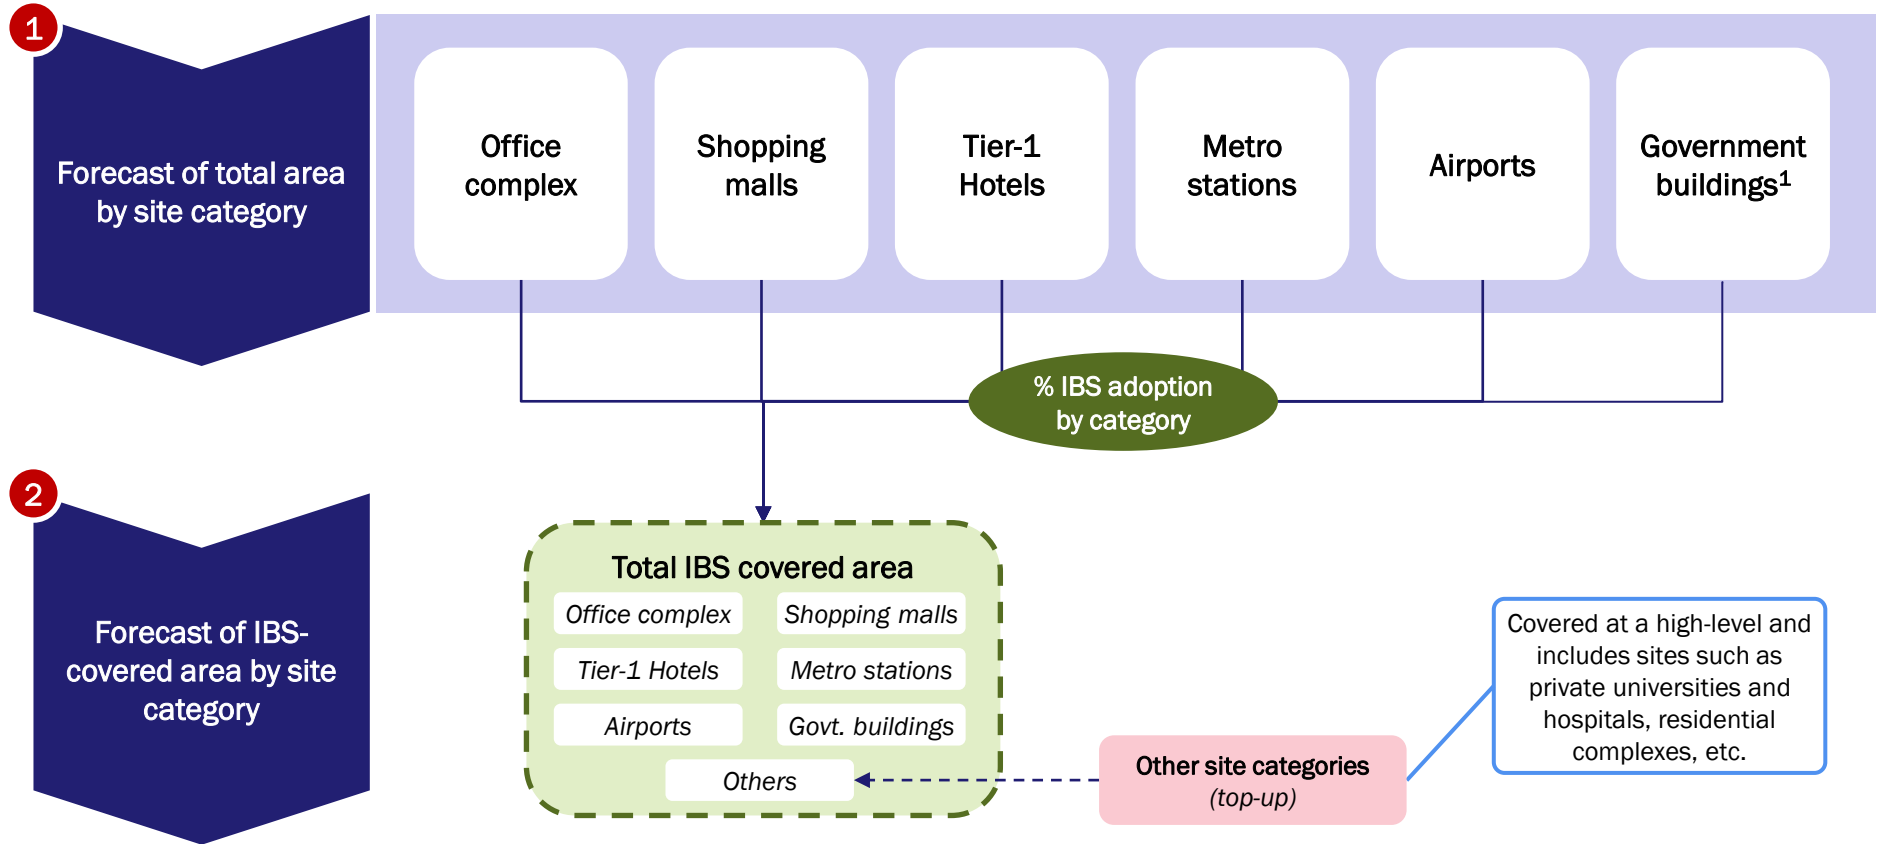 1
Forecast of total area
by site category
Office
complex
Shopping
malls
Tier-1
Hotels
Metro
stations
Airports
Government
buildings¹
% IBS adoption
by category
2
Forecast of IBS-
covered area by site
category
Total IBS covered area
Office complex
Shopping malls
Tier-1 Hotels
Metro stations
Airports
Govt. buildings
Others
Other site categories
(top-up)
Covered at a high-level and
includes sites such as
private universities and
hospitals, residential
complexes, etc.